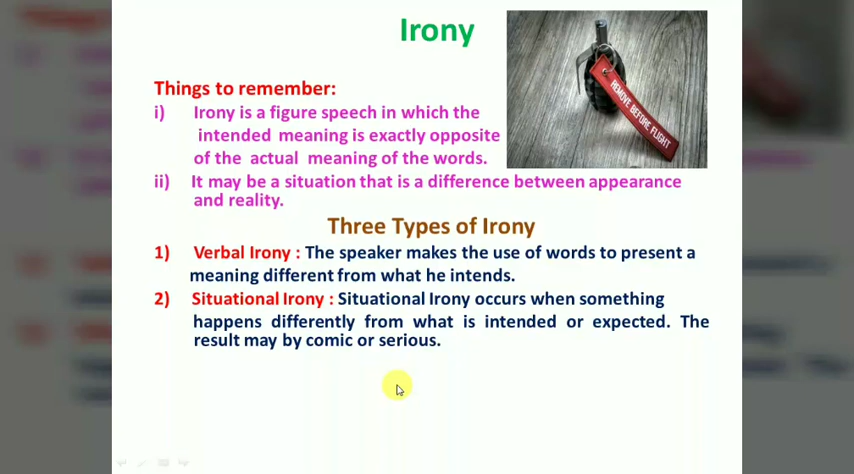 Irony
REMOVE BEFORE FLIGHT
Things to remember:
i) Irony is a figure speech in which the
intended meaning is exactly opposite
of the actual meaning of the words.
ii) It may be a situation that is a difference between appearance
and reality.
Three Types of Irony
1) Verbal Irony : The speaker makes the use of words to present a
meaning different from what he intends.
2) Situational Irony : Situational Irony occurs when something
happens differently from what is intended or expected. The
result may by comic or serious.